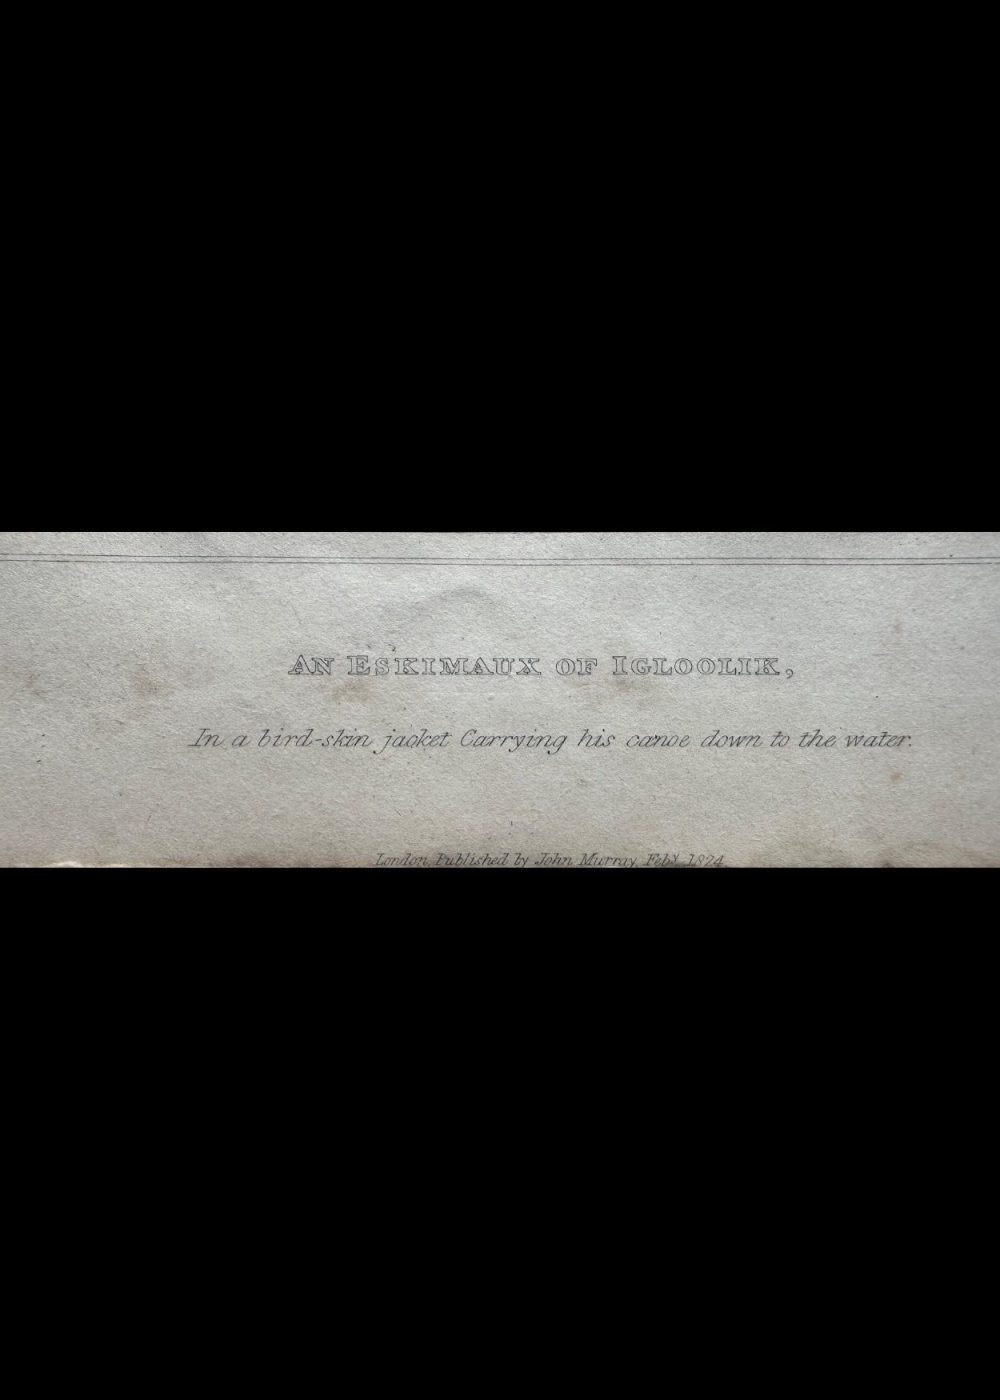 AN ESKIMAUX OF IGLOOLIK,
In a bird-skin jacket Carrying his canoe down to the water.
London, Published by John Murray, Feb.y 1824.